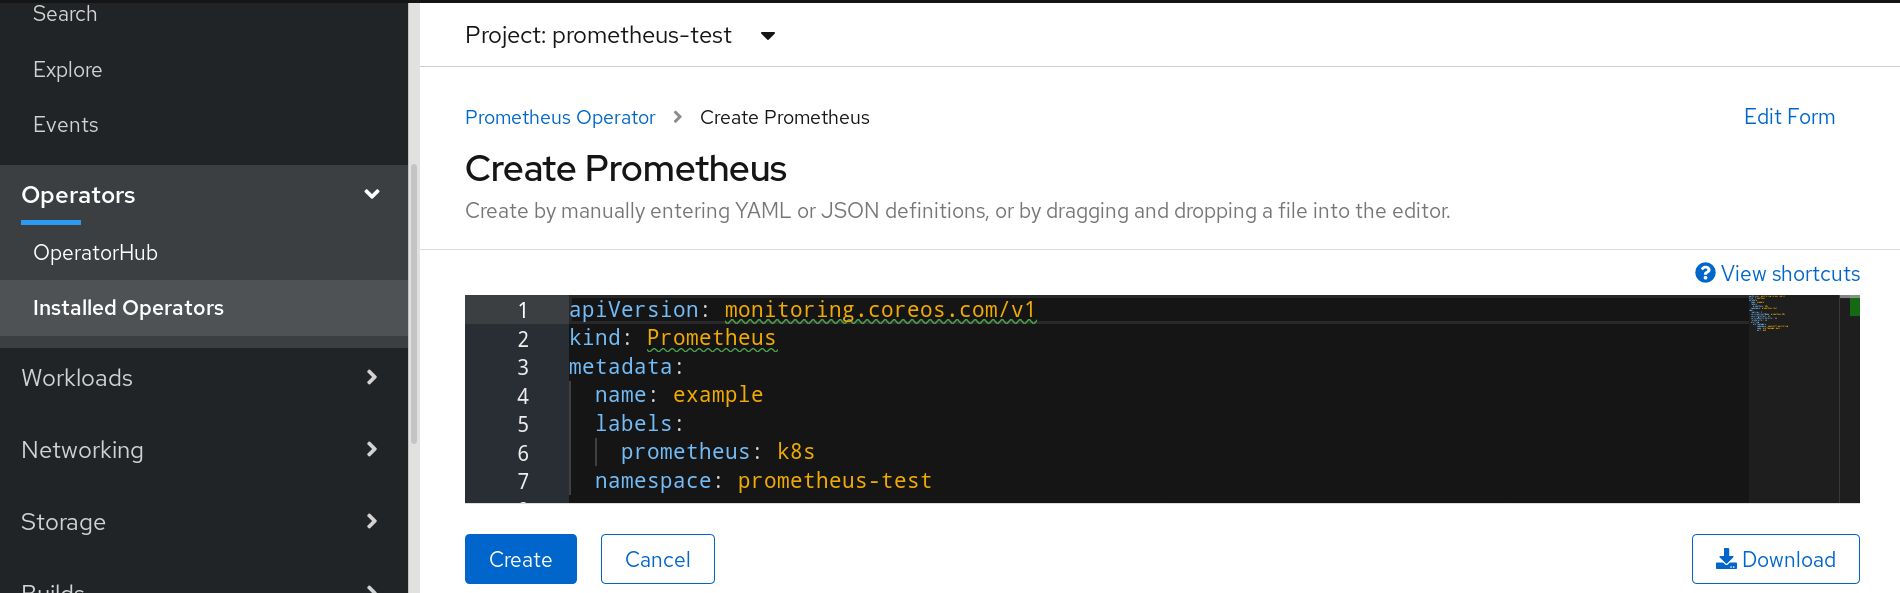 Search
Explore
Events
Operators
OperatorHub
Installed Operators
Workloads
Networking
Storage
Builds
Project: prometheus-test
Prometheus Operator > Create Prometheus
Edit Form
Create Prometheus
Create by manually entering YAML or JSON definitions, or by dragging and dropping a file into the editor.
? View shortcuts
1 apiVersion: monitoring.coreos.com/v1
2 kind: Prometheus
3 metadata:
4 name: example
5 labels:
6 prometheus: k8s
7 namespace: prometheus-test
Create
Cancel
Download